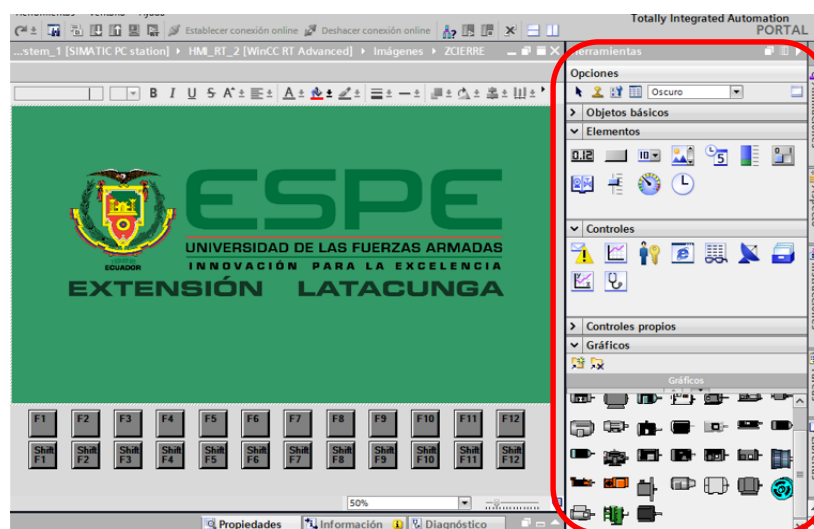 Totally Integrated Automation
PORTAL
Establecer conexión online Deshacer conexión online
...stem_1 [SIMATIC PC station] HMI_RT_2 [WinCC RT Advanced] Imágenes ZCIERRE
Herramientas
Opciones
B I U S A
Oscuro
Objetos básicos
Elementos
0.12 10 5
ESPE
UNIVERSIDAD DE LAS FUERZAS ARMADAS
INNOVACIÓN PARA LA EXCELENCIA
ECUADOR
EXTENSIÓN LATACUNGA
Controles
Controles propios
Gráficos
Gráficos
F1 F2 F3 F4 F5 F6 F7 F8 F9 F10 F11 F12
Shift F1 Shift F2 Shift F3 Shift F4 Shift F5 Shift F6 Shift F7 Shift F8 Shift F9 Shift F10 Shift F11 Shift F12
50%
Propiedades Información Diagnóstico